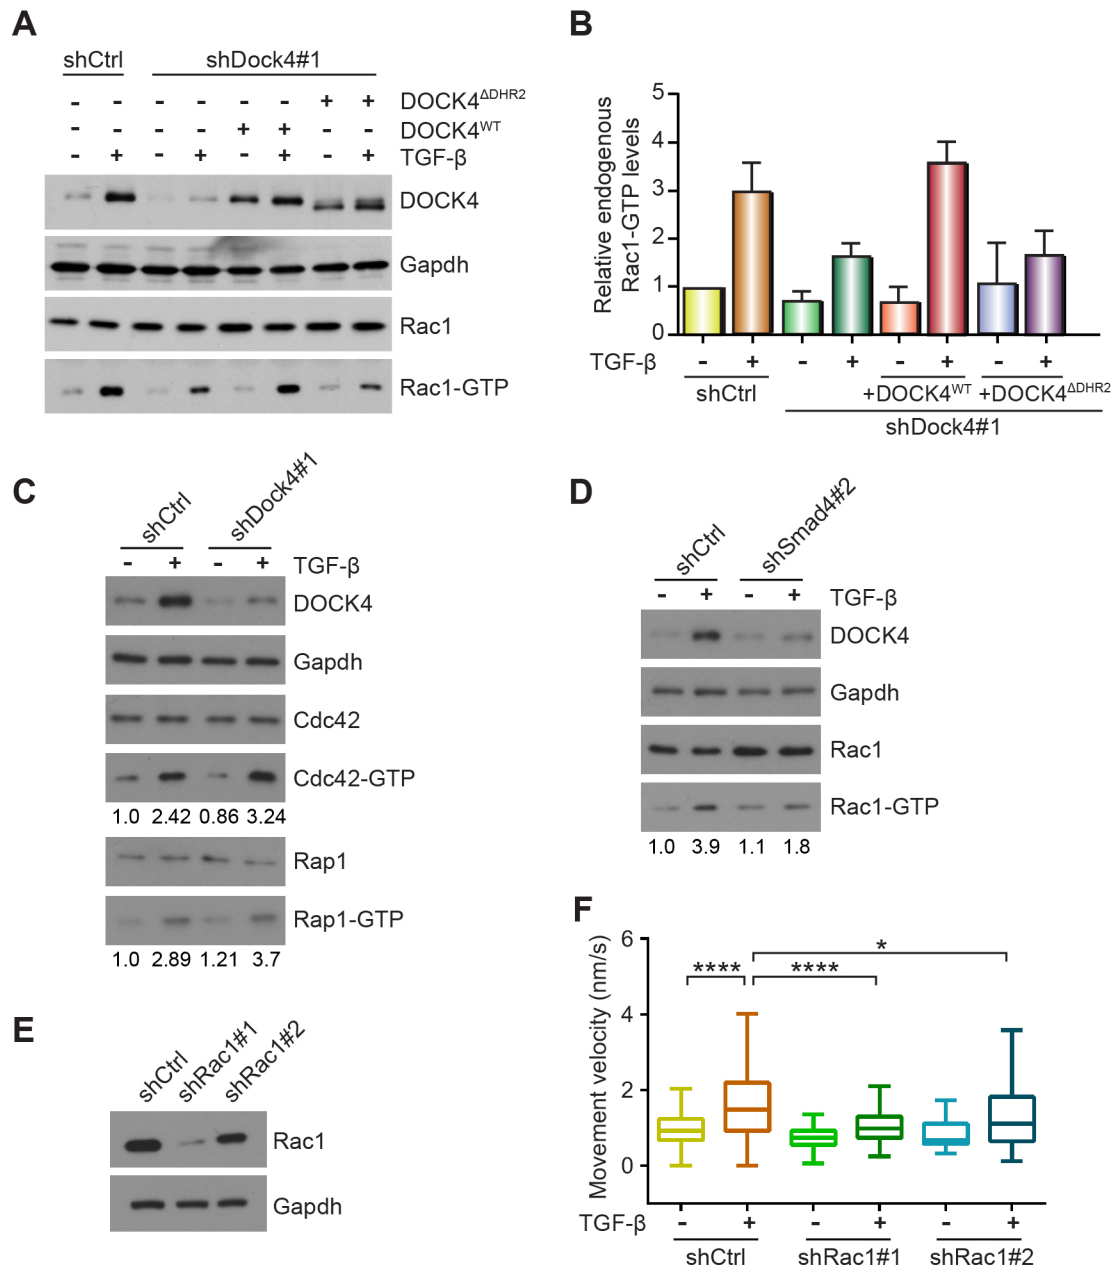 A
shCtrl shDock4#1
- - - - - - + + DOCK4ΔDHR2
- - - - + + - - DOCK4WT
- + - + - + - + TGF-β
DOCK4
Gapdh
Rac1
Rac1-GTP
B
Relative endogenous
Rac1-GTP levels
5
4
3
2
1
0
TGF-β - + - + - + - +
shCtrl +DOCK4WT +DOCK4ΔDHR2
shDock4#1
C
shCtrl shDock4#1
- + - + TGF-β
DOCK4
Gapdh
Cdc42
Cdc42-GTP
1.0 2.42 0.86 3.24
Rap1
Rap1-GTP
1.0 2.89 1.21 3.7
D
shCtrl shSmad4#2
- + - + TGF-β
DOCK4
Gapdh
Rac1
Rac1-GTP
1.0 3.9 1.1 1.8
E
shCtrl shRac1#1 shRac1#2
Rac1
Gapdh
F
Movement velocity (nm/s)
6
4
2
0
*
**** ****
TGF-β - + - + - +
shCtrl shRac1#1 shRac1#2